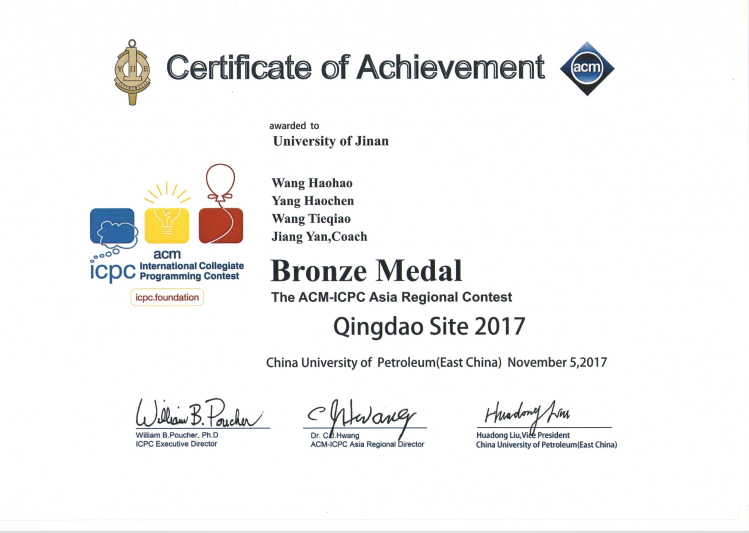 Certificate of Achievement
acm
awarded to
University of Jinan
Wang Haohao
Yang Haochen
Wang Tieqiao
Jiang Yan,Coach
acm
icpc International Collegiate
Programming Contest
icpc.foundation
Bronze Medal
The ACM-ICPC Asia Regional Contest
Qingdao Site 2017
China University of Petroleum(East China) November 5,2017
William B. Poucher
C J Hwang
Huadong Liu
William B.Poucher, Ph.D
ICPC Executive Director
Dr. C.J.Hwang
ACM-ICPC Asia Regional Director
Huadong Liu,Vice President
China University of Petroleum(East China)